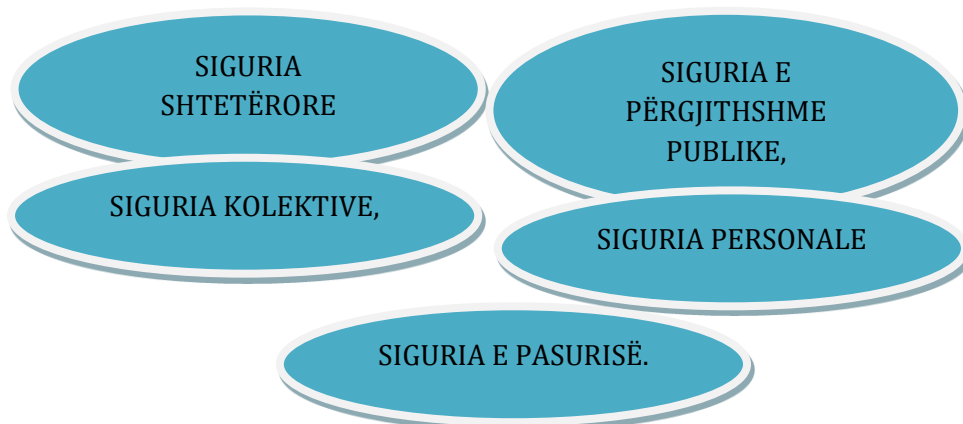 SIGURIA
SHTETËRORE
SIGURIA E
PËRGJITHSHME
PUBLIKE,
SIGURIA KOLEKTIVE,
SIGURIA PERSONALE
SIGURIA E PASURISË.